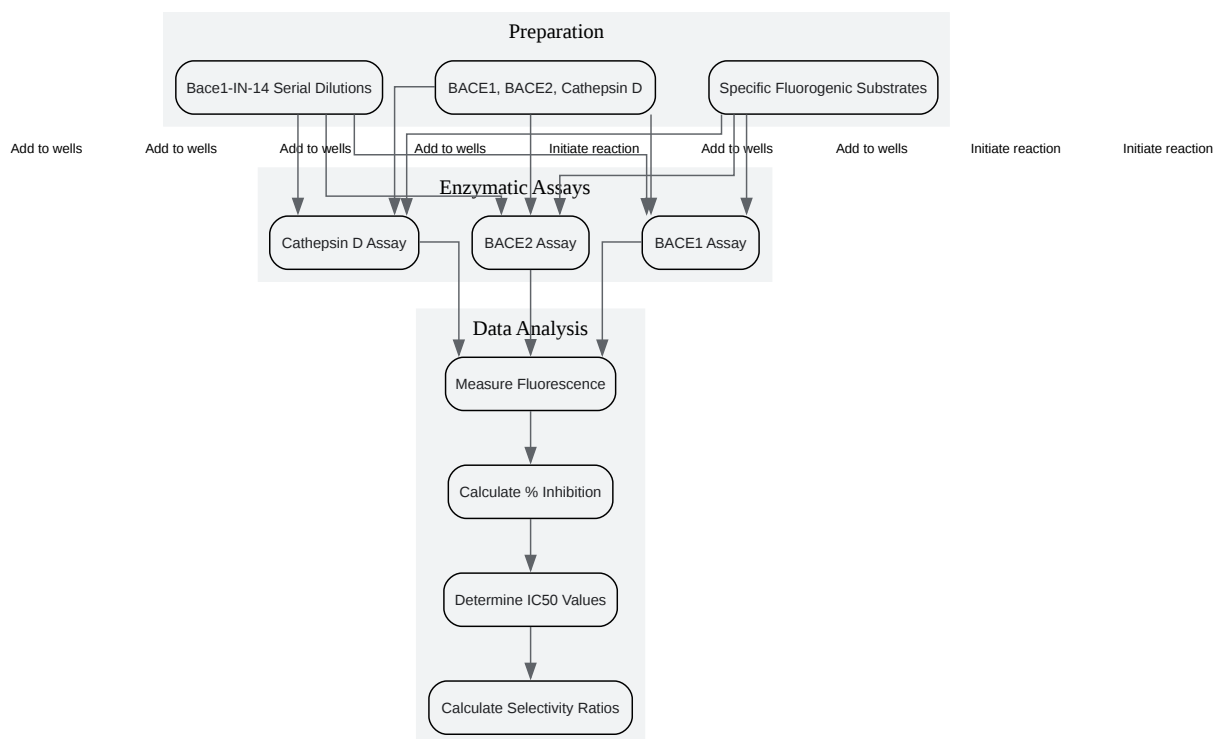 Preparation
Bace1-IN-14 Serial Dilutions
BACE1, BACE2, Cathepsin D
Specific Fluorogenic Substrates
Add to wells
Add to wells
Add to wells
Add to wells
Initiate reaction
Add to wells
Add to wells
Initiate reaction
Initiate reaction
Enzymatic Assays
Cathepsin D Assay
BACE2 Assay
BACE1 Assay
Data Analysis
Measure Fluorescence
Calculate % Inhibition
Determine IC50 Values
Calculate Selectivity Ratios